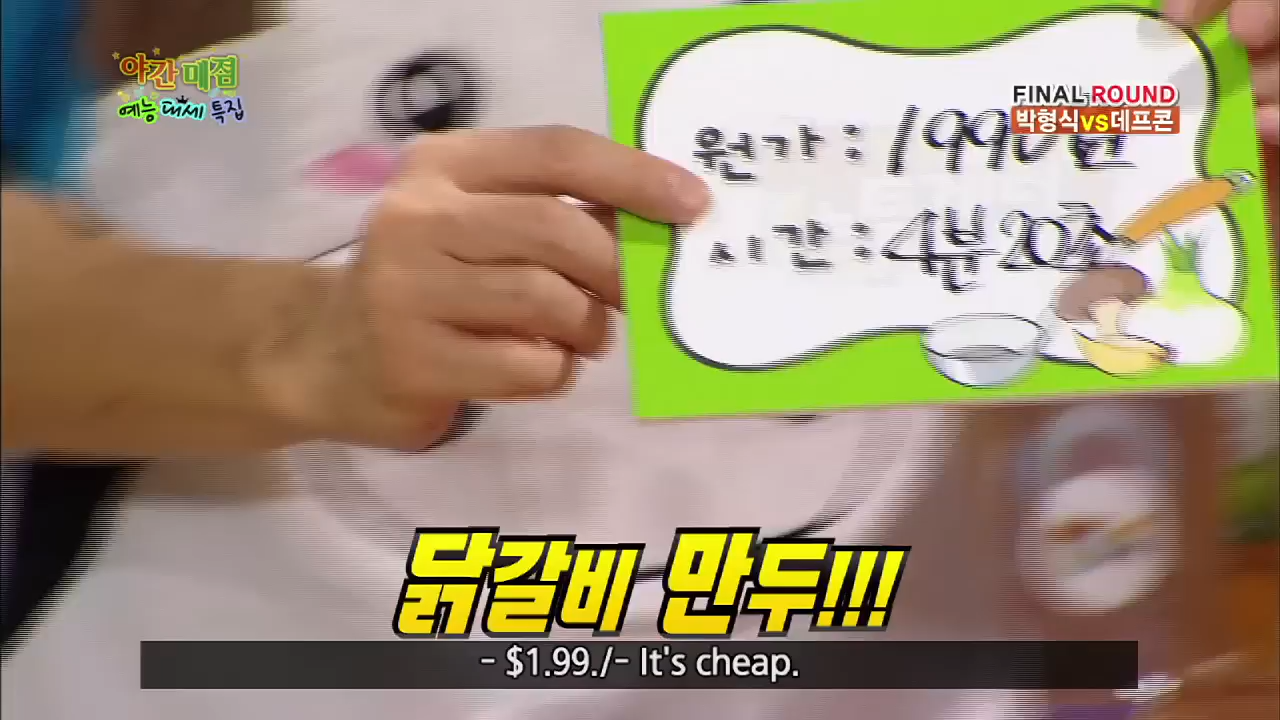 야간매점
예능 대세 특집
FINAL ROUND
박형식vs데프콘
원가 : 1990원
시간 : 4분 20초
닭갈비 만두!!!
- $1.99./- It's cheap.